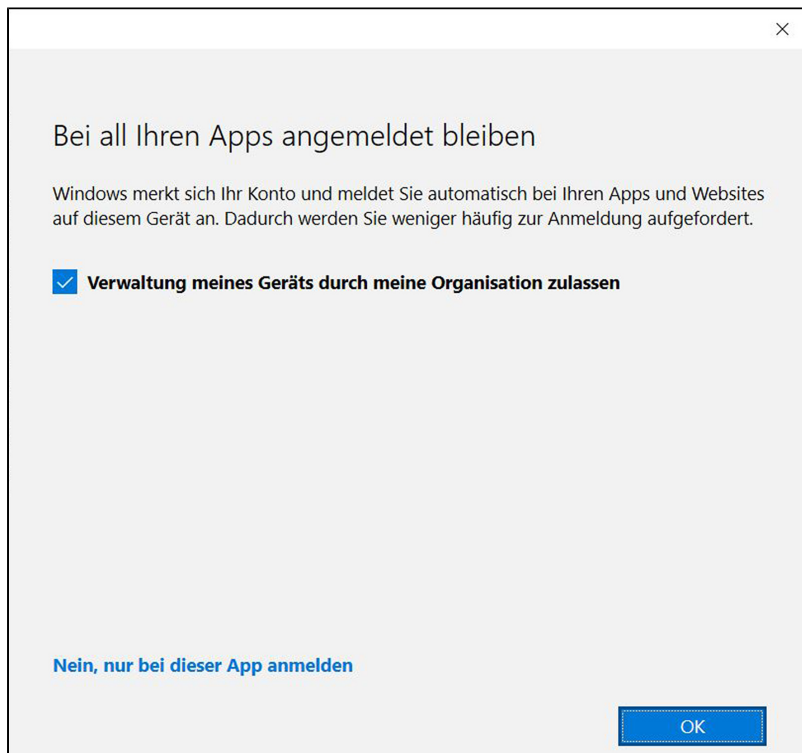 Bei all Ihren Apps angemeldet bleiben
Windows merkt sich Ihr Konto und meldet Sie automatisch bei Ihren Apps und Websites
auf diesem Gerät an. Dadurch werden Sie weniger häufig zur Anmeldung aufgefordert.
Verwaltung meines Geräts durch meine Organisation zulassen
Nein, nur bei dieser App anmelden
OK